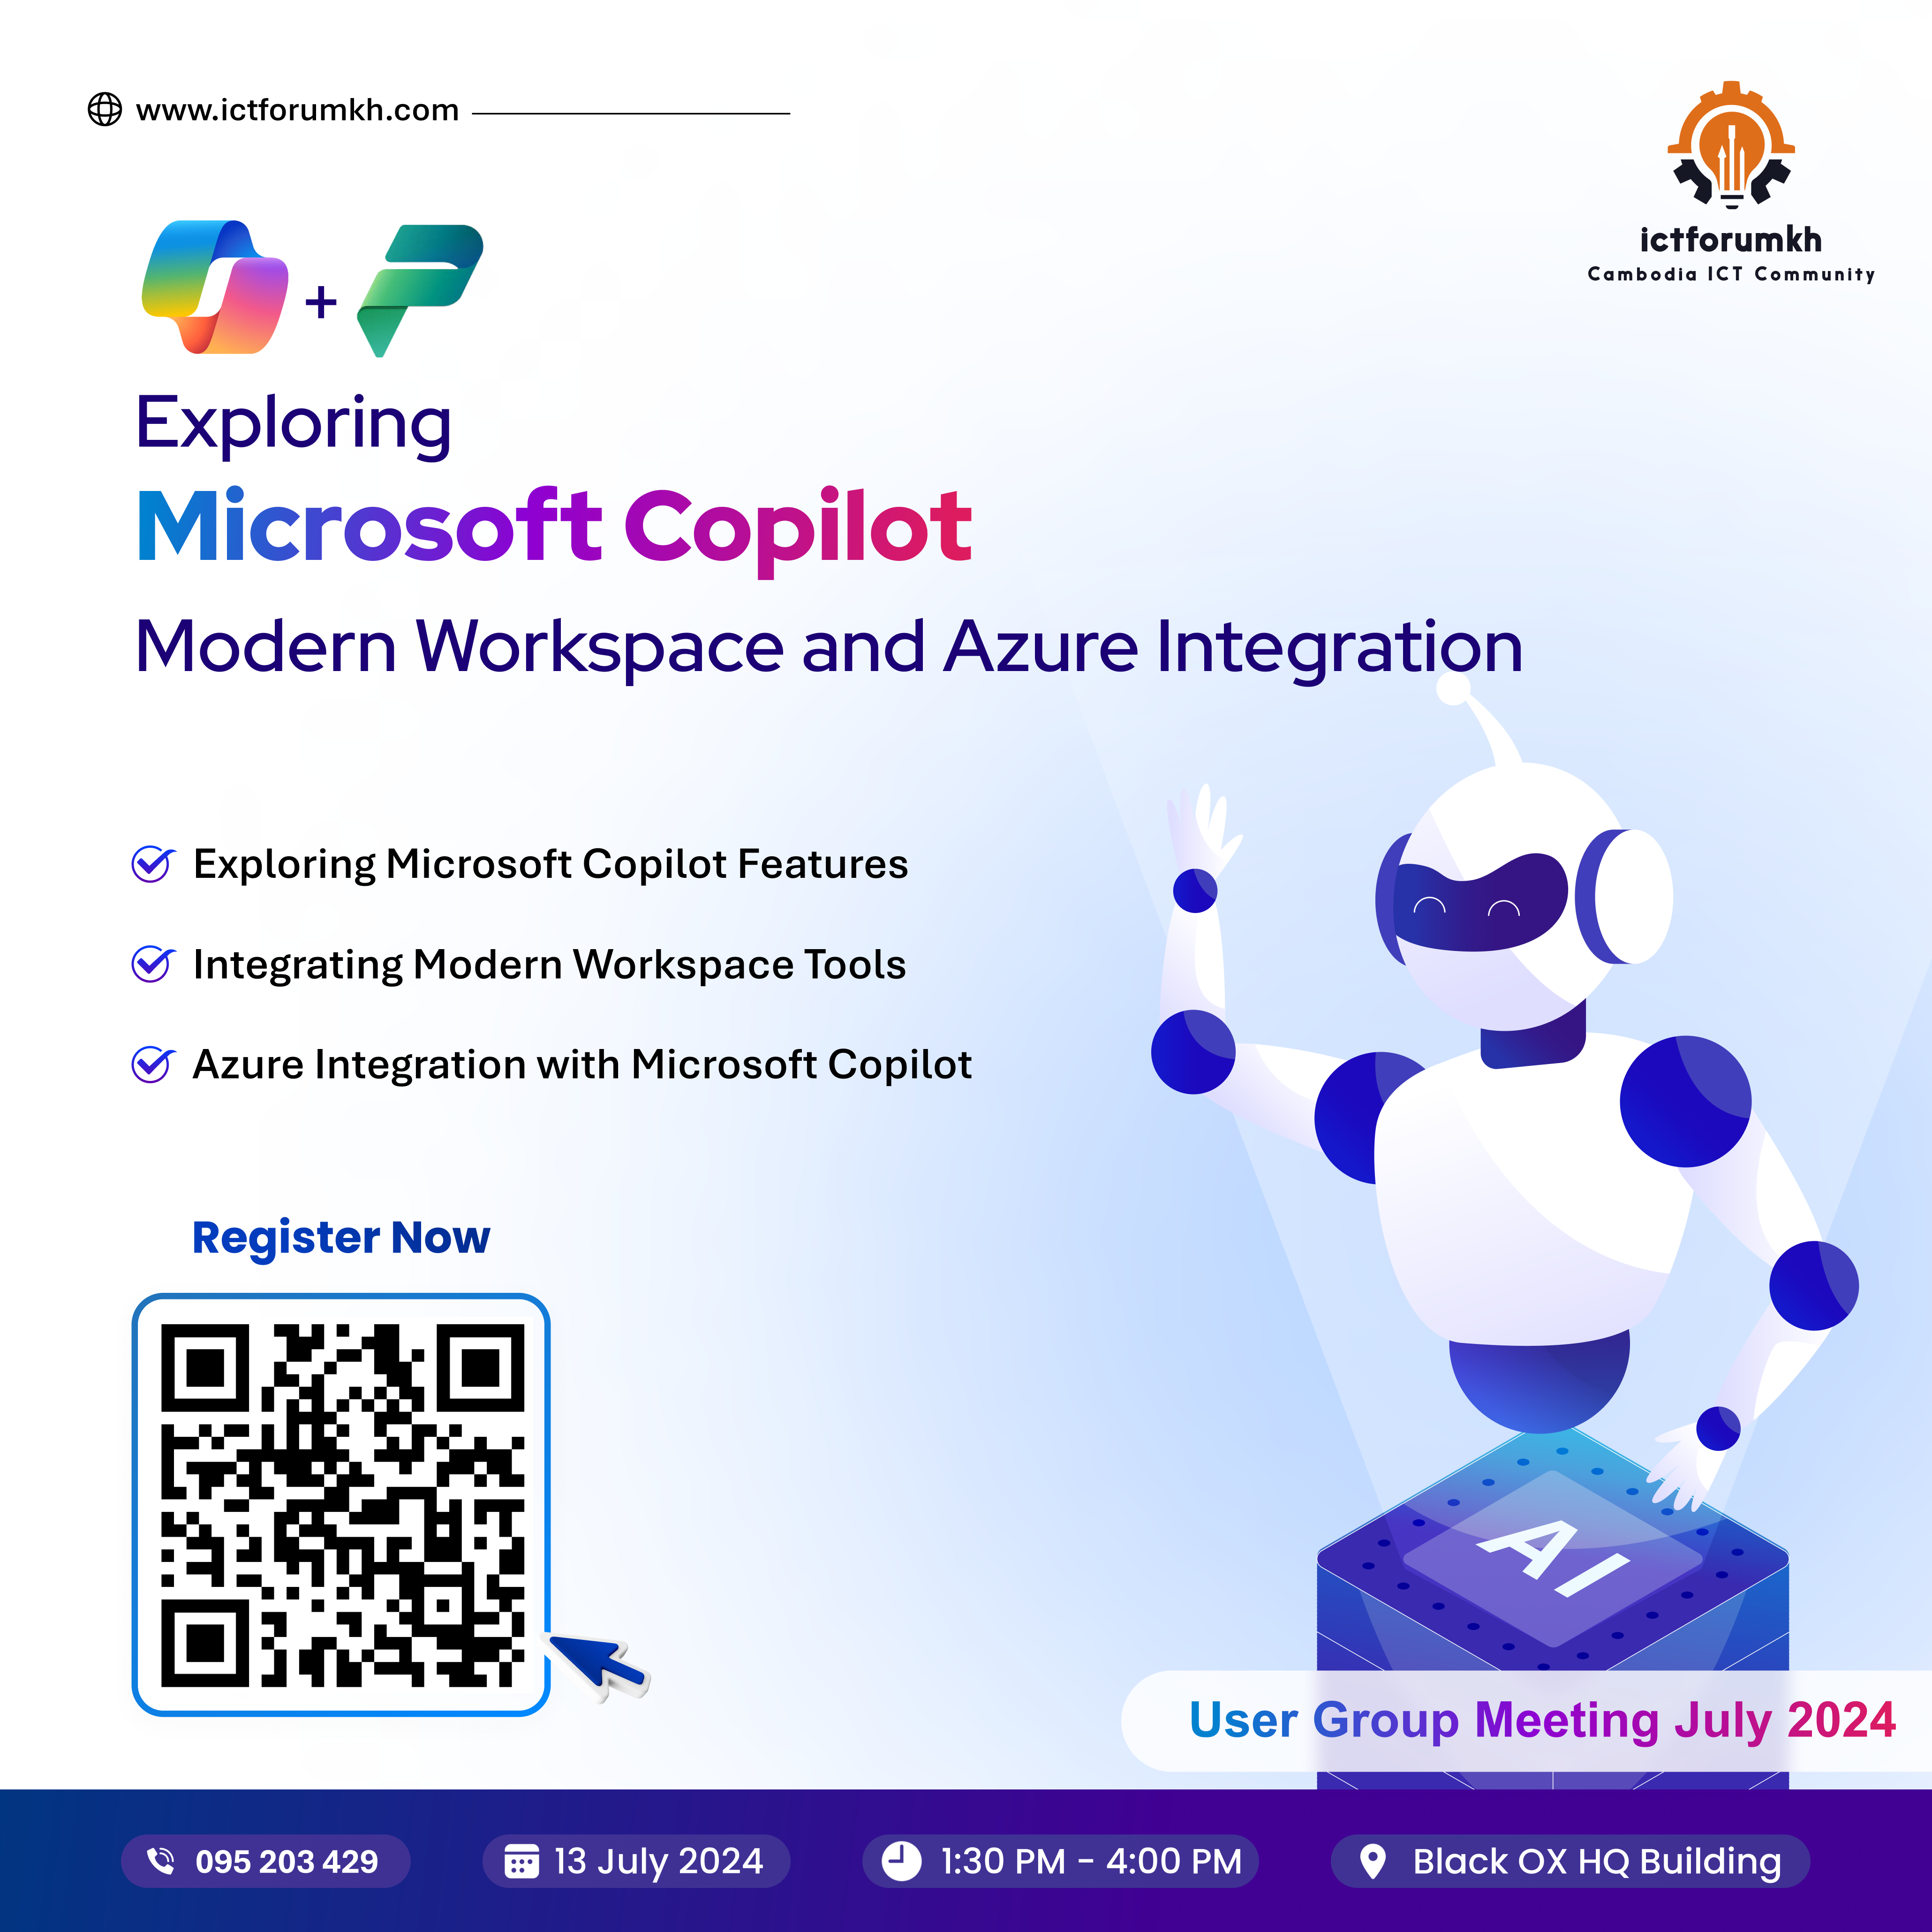 www.ictforumkh.com
ictforumkh
Cambodia ICT Community
+
Exploring
Microsoft Copilot
Modern Workspace and Azure Integration
Exploring Microsoft Copilot Features
Integrating Modern Workspace Tools
Azure Integration with Microsoft Copilot
Register Now
AI
User Group Meeting July 2024
095 203 429
13 July 2024
1:30 PM - 4:00 PM
Black OX HQ Building